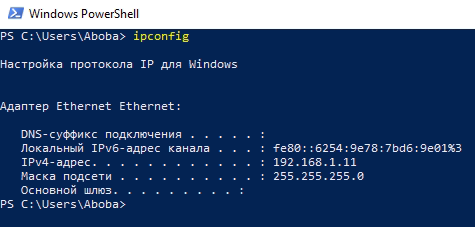 Windows PowerShell
PS C:\Users\Aboba> ipconfig
Настройка протокола IP для Windows
Адаптер Ethernet Ethernet:
DNS-суффикс подключения . . . . . :
Локальный IPv6-адрес канала . . . : fe80::6254:9e78:7bd6:9e01%3
IPv4-адрес. . . . . . . . . . . . : 192.168.1.11
Маска подсети . . . . . . . . . . : 255.255.255.0
Основной шлюз. . . . . . . . . :
PS C:\Users\Aboba>